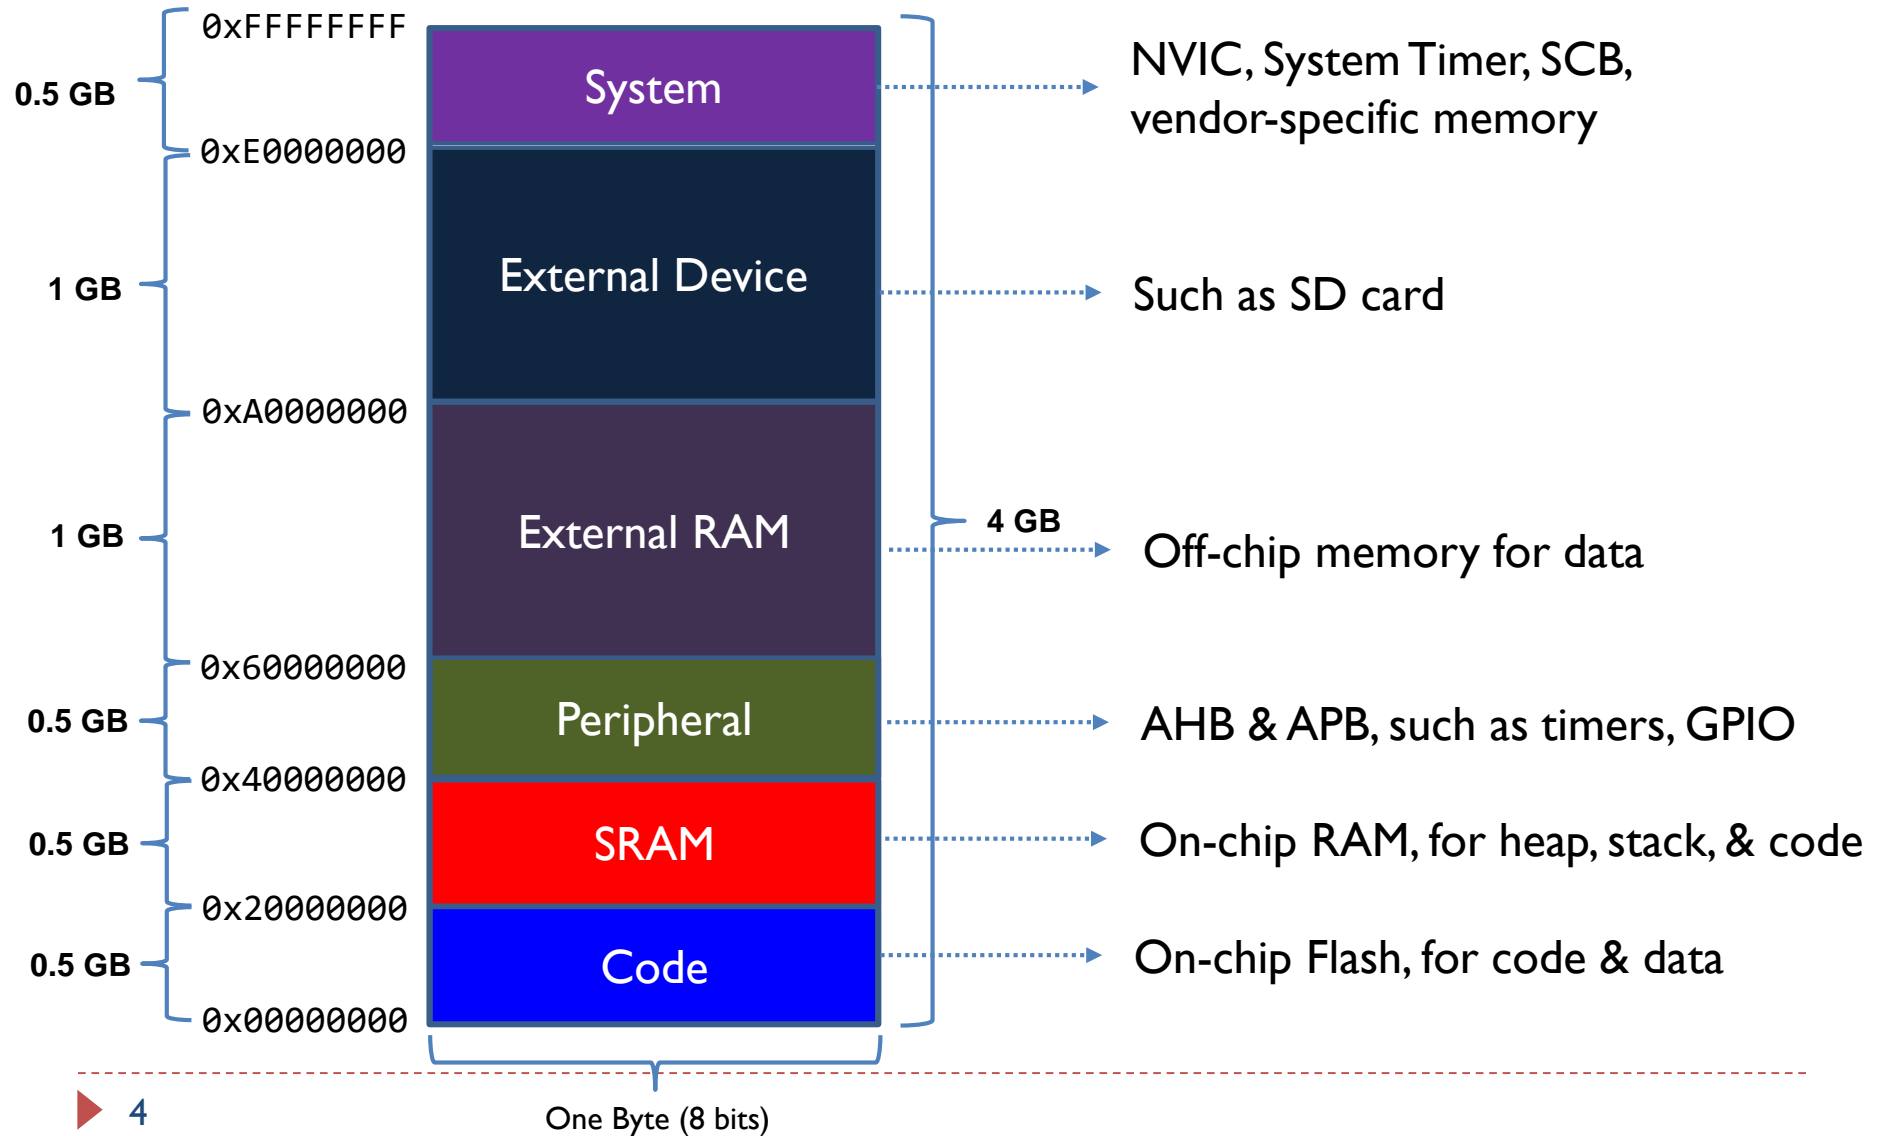 0xFFFFFFFF
0.5 GB
System
NVIC, System Timer, SCB,
vendor-specific memory
0xE0000000
1 GB
External Device
Such as SD card
0xA0000000
1 GB
External RAM
4 GB
Off-chip memory for data
0x60000000
0.5 GB
Peripheral
AHB & APB, such as timers, GPIO
0x40000000
0.5 GB
SRAM
On-chip RAM, for heap, stack, & code
0x20000000
0.5 GB
Code
On-chip Flash, for code & data
0x00000000
4
One Byte (8 bits)